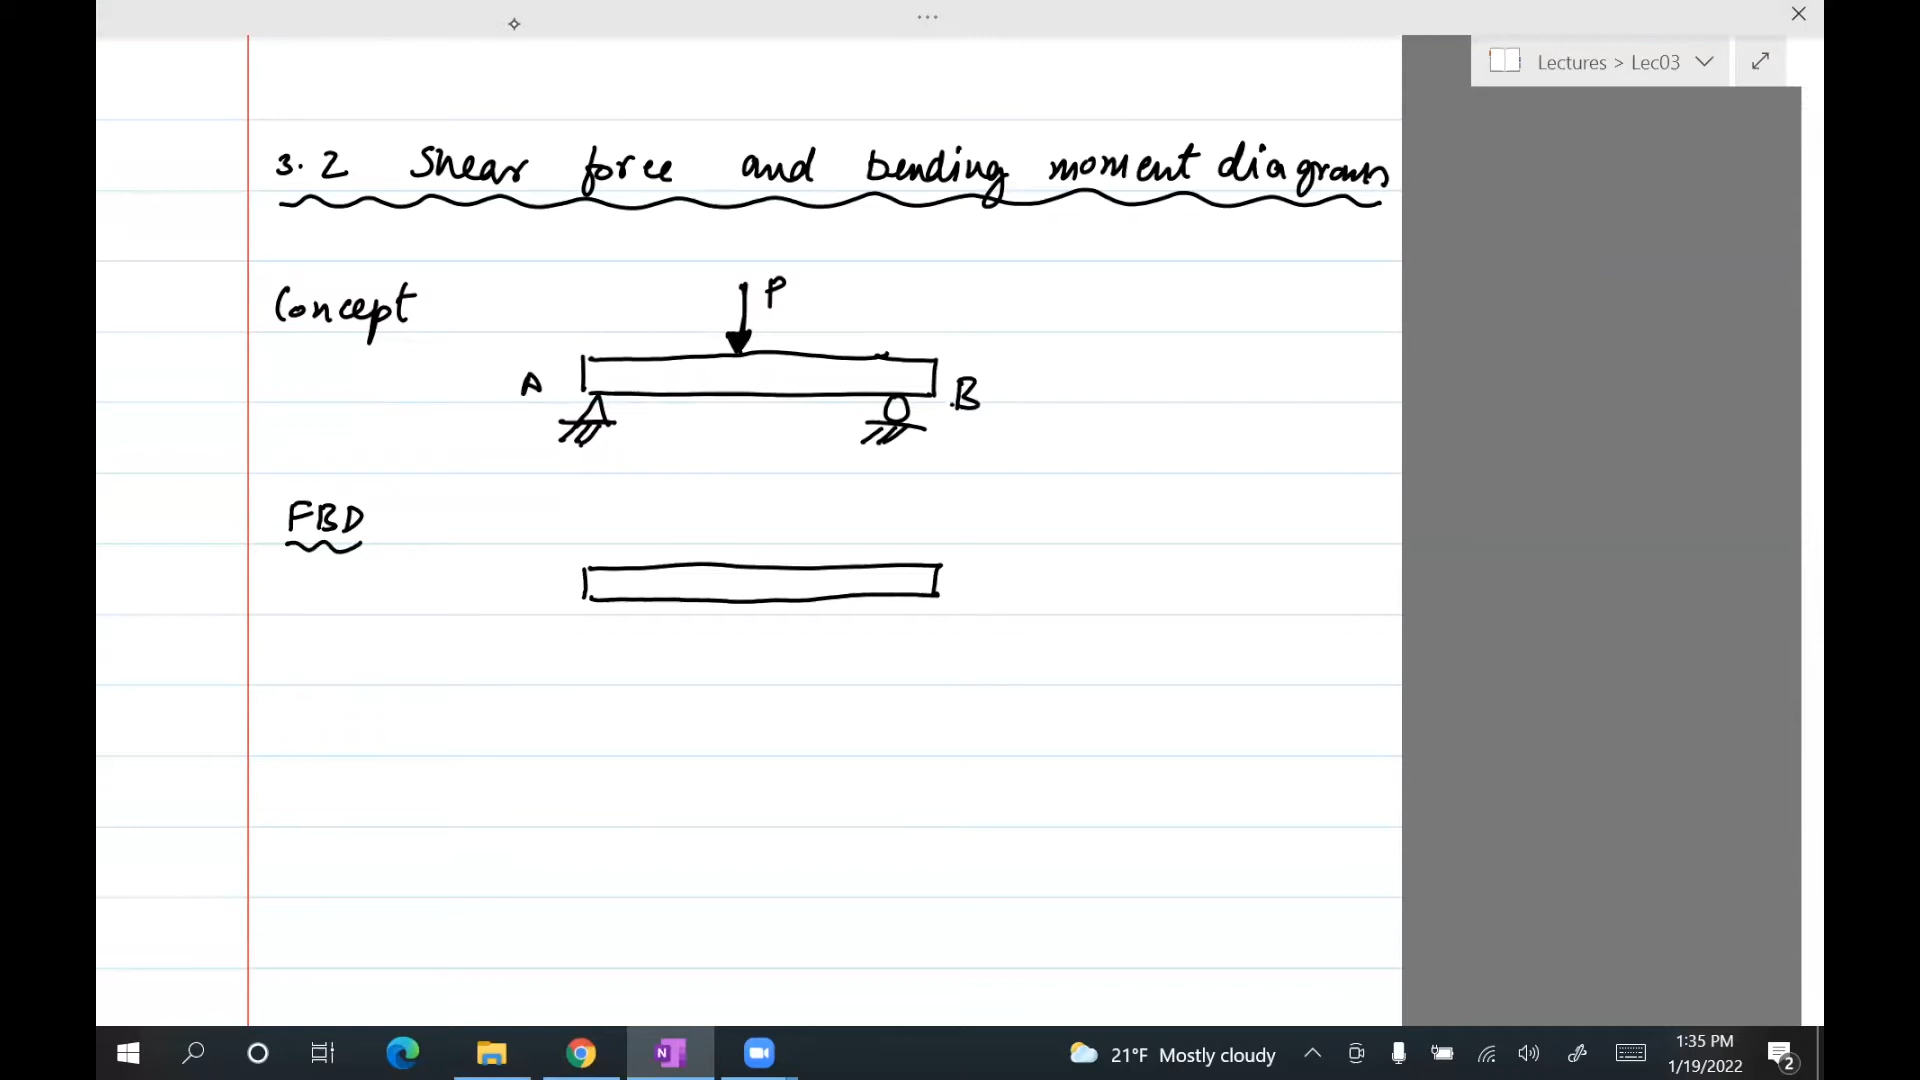 Lectures > Lec03
3.2 Shear force and bending moment diagrams
Concept
P
A
B
FBD
21°F Mostly cloudy
1:35 PM
1/19/2022
2